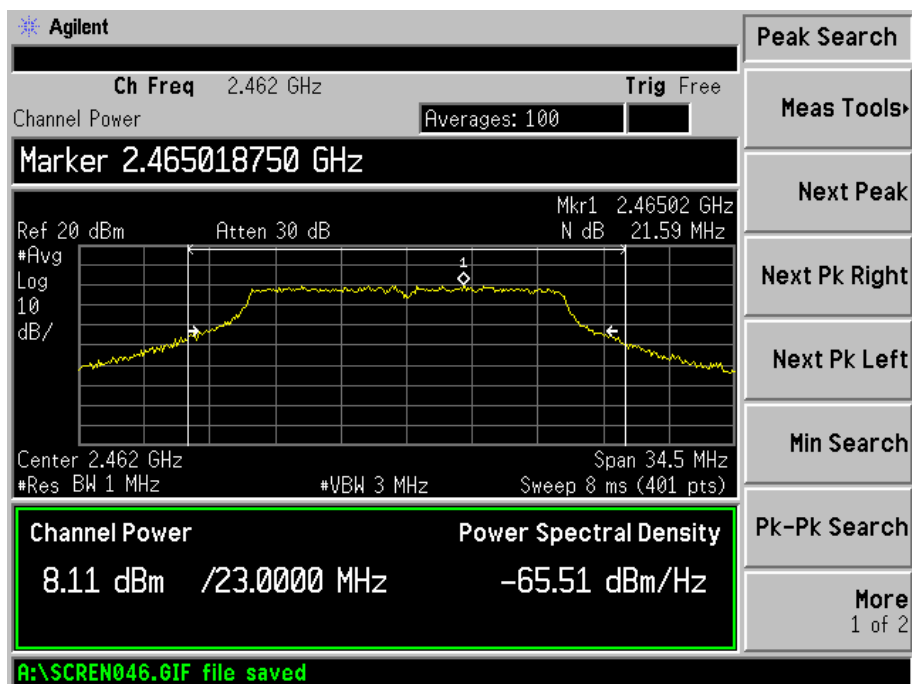 Agilent
Peak Search
Ch Freq 2.462 GHz Trig Free
Channel Power Averages: 100
Meas Tools
Marker 2.465018750 GHz
Next Peak
Mkr1 2.46502 GHz
Ref 20 dBm Atten 30 dB N dB 21.59 MHz
#Avg
Log
10
dB/
1
Next Pk Right
Next Pk Left
Min Search
Center 2.462 GHz Span 34.5 MHz
#Res BW 1 MHz #VBW 3 MHz Sweep 8 ms (401 pts)
Channel Power Power Spectral Density
Pk-Pk Search
8.11 dBm /23.0000 MHz -65.51 dBm/Hz
More
1 of 2
A:\SCREN046.GIF file saved